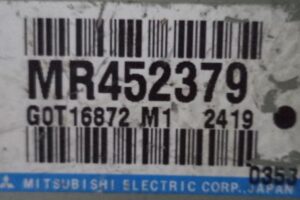 MR452379
G0T16872 M1 2419
0353
MITSUBISHI ELECTRIC CORP., JAPAN